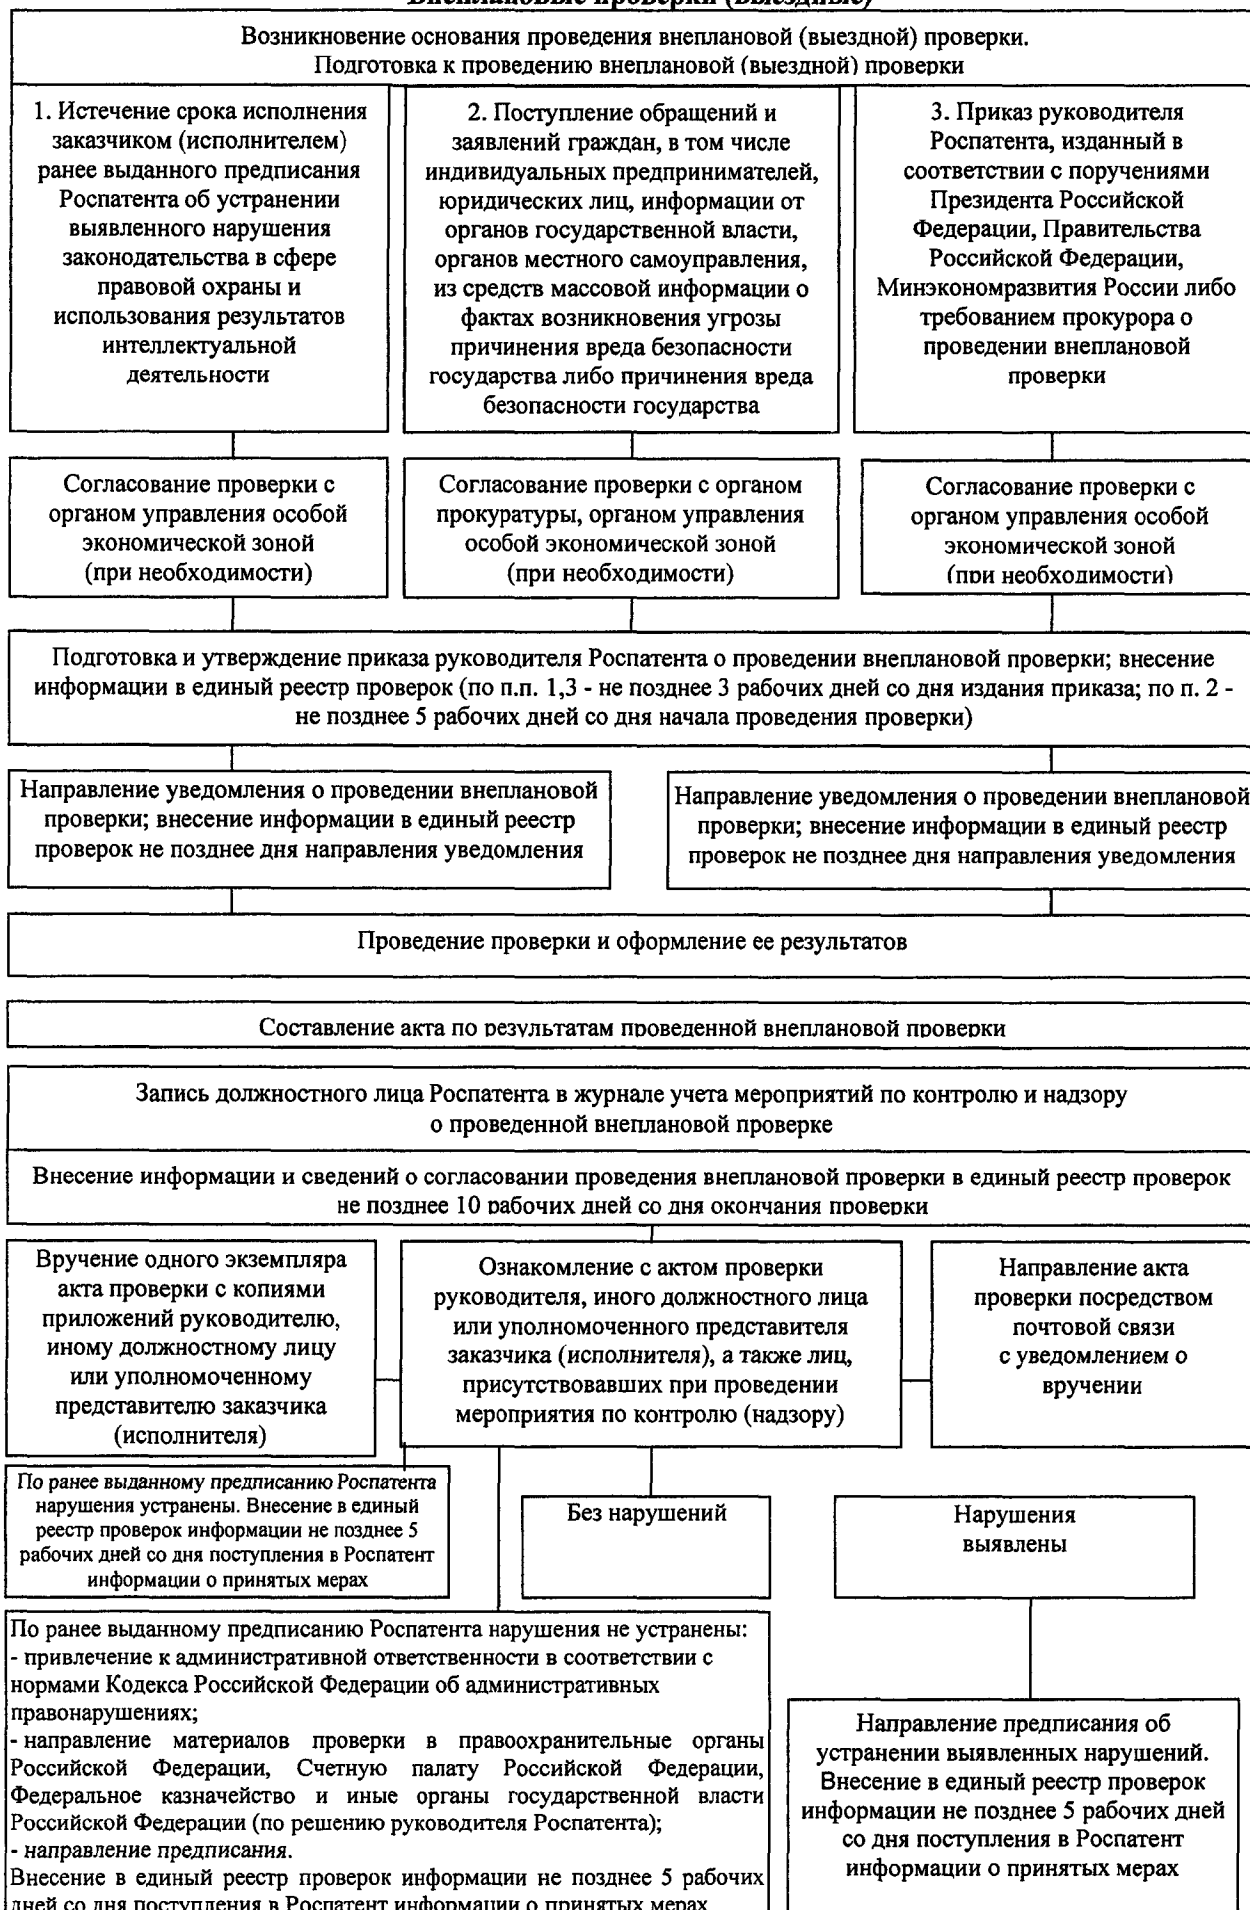 Внеплановые проверки (выездные)
Возникновение основания проведения внеплановой (выездной) проверки.
Подготовка к проведению внеплановой (выездной) проверки
1. Истечение срока исполнения
заказчиком (исполнителем)
ранее выданного предписания
Роспатента об устранении
выявленного нарушения
законодательства в сфере
правовой охраны и
использования результатов
интеллектуальной
деятельности
2. Поступление обращений и
заявлений граждан, в том числе
индивидуальных предпринимателей,
юридических лиц, информации от
органов государственной власти,
органов местного самоуправления,
из средств массовой информации о
фактах возникновения угрозы
причинения вреда безопасности
государства либо причинения вреда
безопасности государства
3. Приказ руководителя
Роспатента, изданный в
соответствии с поручениями
Президента Российской
Федерации, Правительства
Российской Федерации,
Минэкономразвития России либо
требованием прокурора о
проведении внеплановой
проверки
Согласование проверки с
органом управления особой
экономической зоной
(при необходимости)
Согласование проверки с органом
прокуратуры, органом управления
особой экономической зоной
(при необходимости)
Согласование проверки с
органом управления особой
экономической зоной
(при необходимости)
Подготовка и утверждение приказа руководителя Роспатента о проведении внеплановой проверки; внесение
информации в единый реестр проверок (по п.п. 1,3 - не позднее 3 рабочих дней со дня издания приказа; по п. 2 -
не позднее 5 рабочих дней со дня начала проведения проверки)
Направление уведомления о проведении внеплановой
проверки; внесение информации в единый реестр
проверок не позднее дня направления уведомления
Направление уведомления о проведении внеплановой
проверки; внесение информации в единый реестр
проверок не позднее дня направления уведомления
Проведение проверки и оформление ее результатов
Составление акта по результатам проведенной внеплановой проверки
Запись должностного лица Роспатента в журнале учета мероприятий по контролю и надзору
о проведенной внеплановой проверке
Внесение информации и сведений о согласовании проведения внеплановой проверки в единый реестр проверок
не позднее 10 рабочих дней со дня окончания проверки
Вручение одного экземпляра
акта проверки с копиями
приложений руководителю,
иному должностному лицу
или уполномоченному
представителю заказчика
(исполнителя)
Ознакомление с актом проверки
руководителя, иного должностного лица
или уполномоченного представителя
заказчика (исполнителя), а также лиц,
присутствовавших при проведении
мероприятия по контролю (надзору)
Направление акта
проверки посредством
почтовой связи
с уведомлением о
вручении
По ранее выданному предписанию Роспатента
нарушения устранены. Внесение в единый
реестр проверок информации не позднее 5
рабочих дней со дня поступления в Роспатент
информации о принятых мерах
Без нарушений
Нарушения
выявлены
По ранее выданному предписанию Роспатента нарушения не устранены:
- привлечение к административной ответственности в соответствии с
нормами Кодекса Российской Федерации об административных
правонарушениях;
- направление материалов проверки в правоохранительные органы
Российской Федерации, Счетную палату Российской Федерации,
Федеральное казначейство и иные органы государственной власти
Российской Федерации (по решению руководителя Роспатента);
- направление предписания.
Внесение в единый реестр проверок информации не позднее 5 рабочих
дней со дня поступления в Роспатент информации о принятых мерах
Направление предписания об
устранении выявленных нарушений.
Внесение в единый реестр проверок
информации не позднее 5 рабочих дней
со дня поступления в Роспатент
информации о принятых мерах